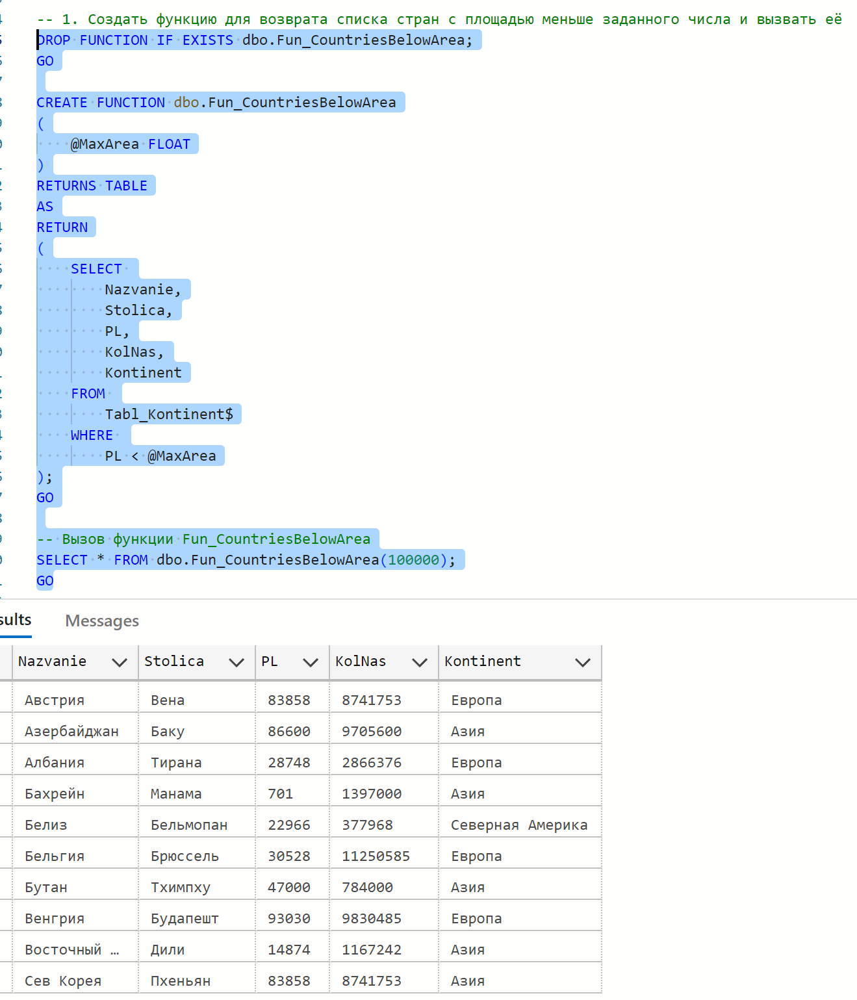 -- 1. Создать функцию для возврата списка стран с площадью меньше заданного числа и вызвать её
DROP FUNCTION IF EXISTS dbo.Fun_CountriesBelowArea;
GO
CREATE FUNCTION dbo.Fun_CountriesBelowArea
(
@MaxArea FLOAT
)
RETURNS TABLE
AS
RETURN
(
SELECT
Nazvanie,
Stolica,
PL,
KolNas,
Kontinent
FROM
Tabl_Kontinent$
WHERE
PL < @MaxArea
);
GO
-- Вызов функции Fun_CountriesBelowArea
SELECT * FROM dbo.Fun_CountriesBelowArea(100000);
GO
sults Messages
Nazvanie Stolica PL KolNas Kontinent
Австрия Вена 83858 8741753 Европа
Азербайджан Баку 86600 9705600 Азия
Албания Тирана 28748 2866376 Европа
Бахрейн Манама 701 1397000 Азия
Белиз Бельмопан 22966 377968 Северная Америка
Бельгия Брюссель 30528 11250585 Европа
Бутан Тхимпху 47000 784000 Азия
Венгрия Будапешт 93030 9830485 Европа
Восточный … Дили 14874 1167242 Азия
Сев Корея Пхеньян 83858 8741753 Азия